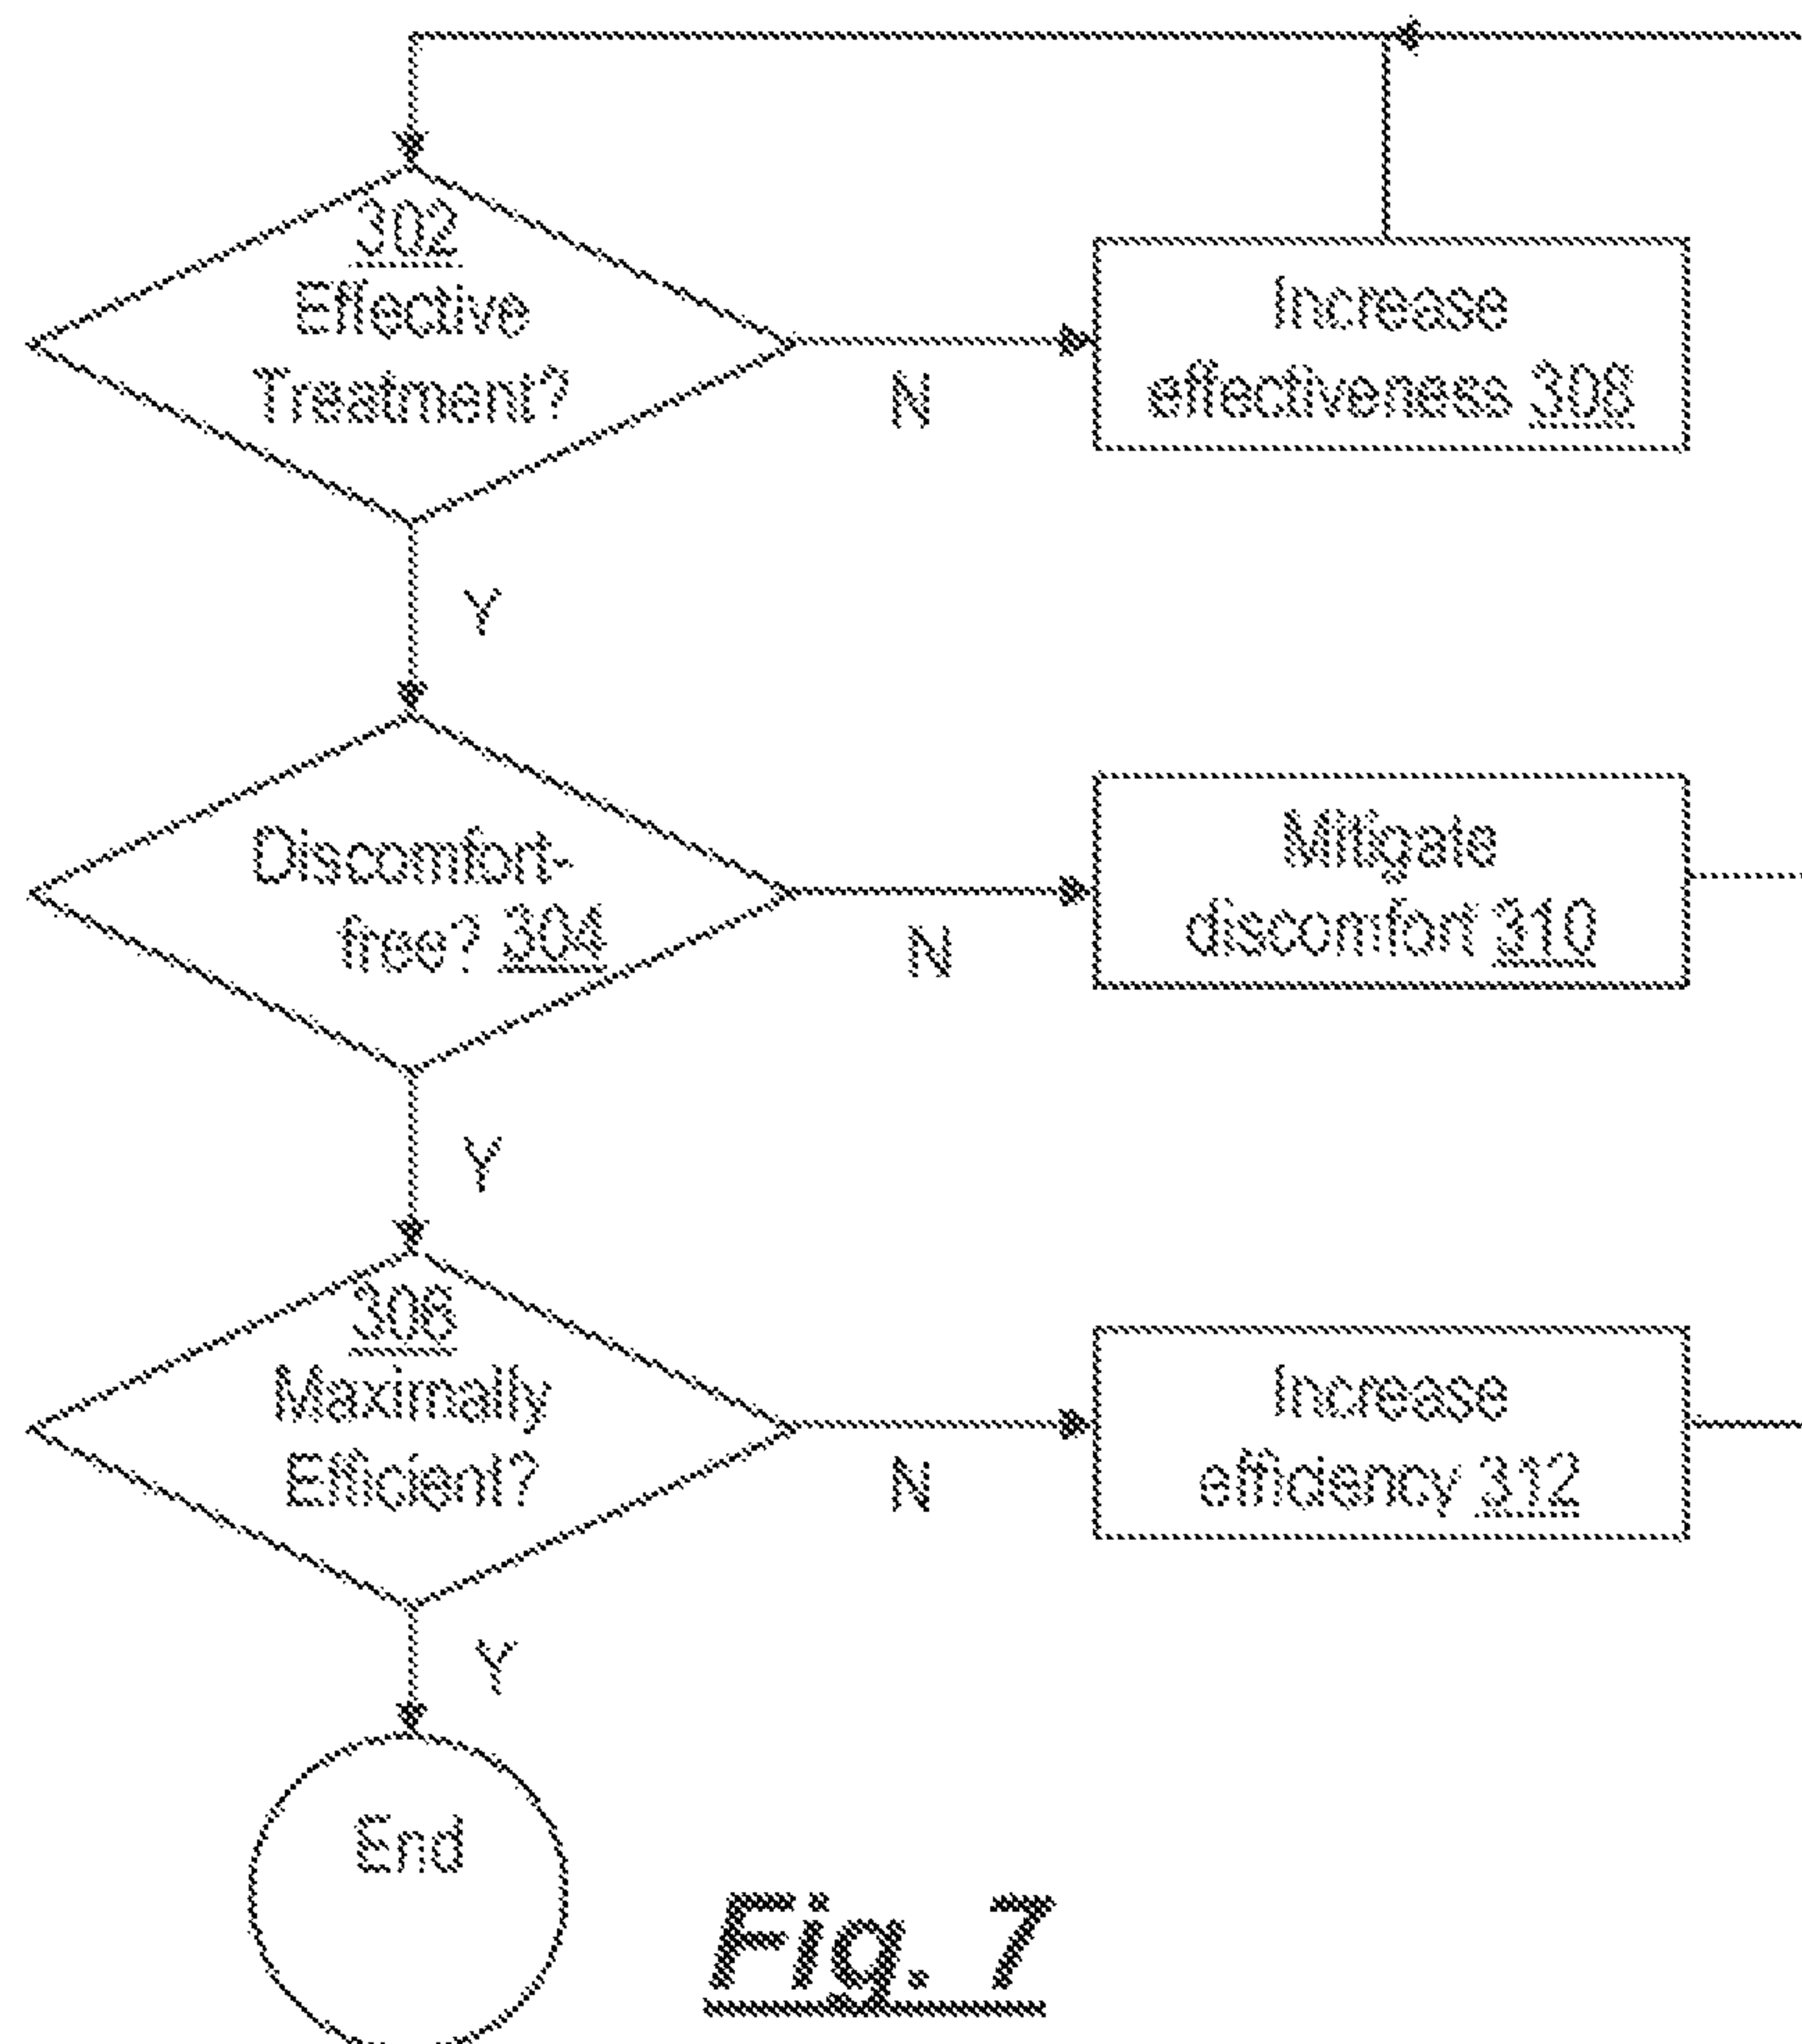 302
Effective
Treatment?
N
Increase
effectiveness 308
Y
Discomfort-
free? 304
N
Mitigate
discomfort 310
Y
306
Maximally
Efficient?
N
Increase
efficiency 312
Y
End
Fig. 7